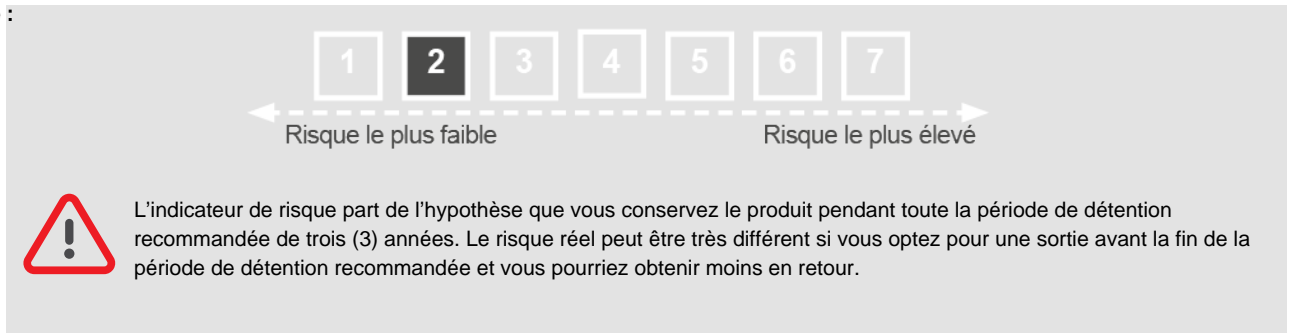 :
1 2 3 4 5 6 7
Risque le plus faible Risque le plus élevé
L'indicateur de risque part de l'hypothèse que vous conservez le produit pendant toute la période de détention
recommandée de trois (3) années. Le risque réel peut être très différent si vous optez pour une sortie avant la fin de la
période de détention recommandée et vous pourriez obtenir moins en retour.